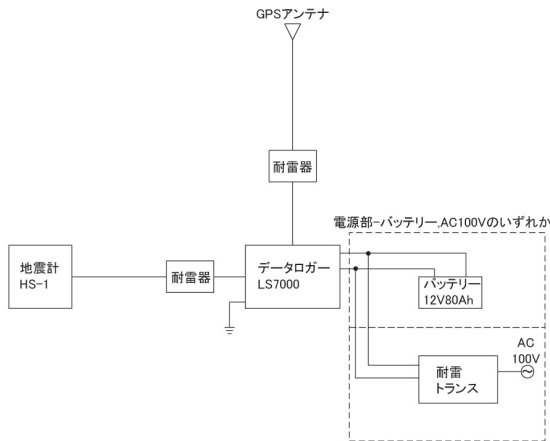 GPSアンテナ
耐雷器
電源部-バッテリー,AC100Vのいずれか
地震計
HS-1
耐雷器
データロガー
LS7000
バッテリー
12V80Ah
AC
100V
耐雷
トランス